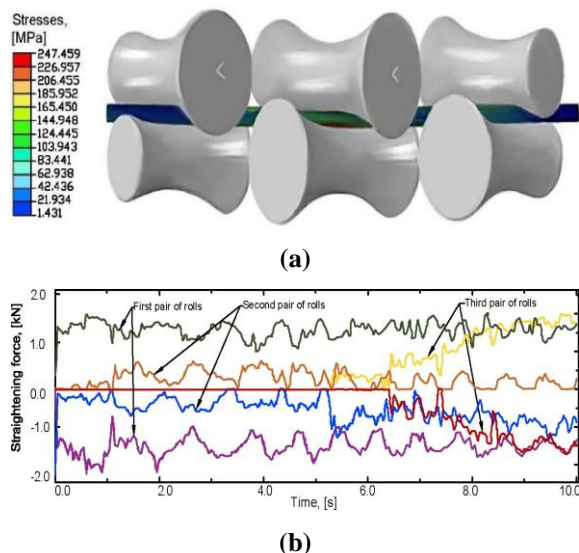 Stresses,
[MPa]
247.459
226.957
206.455
185.952
165.450
144.948
124.445
103.943
83.441
62.938
42.436
21.934
1.431
(a)
Straightening force, [kN]
2.0
1.0
0.0
-1.0
-2.0
First pair of rolls
Second pair of rolls
Third pair of rolls
0.0 2.0 4.0 6.0 8.0 10.0
Time, [s]
(b)